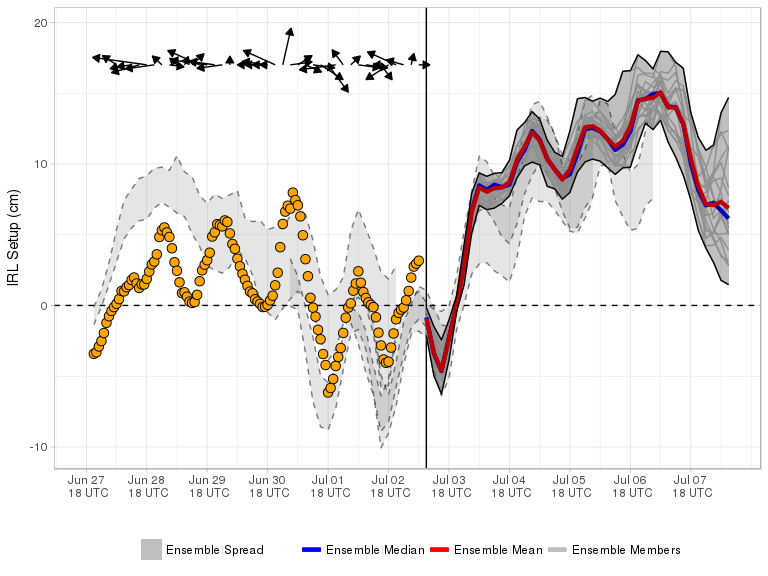 20
10
0
-10
IRL Setup (cm)
Jun 27 Jun 28 Jun 29 Jun 30 Jul 01 Jul 02 Jul 03 Jul 04 Jul 05 Jul 06 Jul 07
18 UTC 18 UTC 18 UTC 18 UTC 18 UTC 18 UTC 18 UTC 18 UTC 18 UTC 18 UTC 18 UTC
Ensemble Spread Ensemble Median Ensemble Mean Ensemble Members